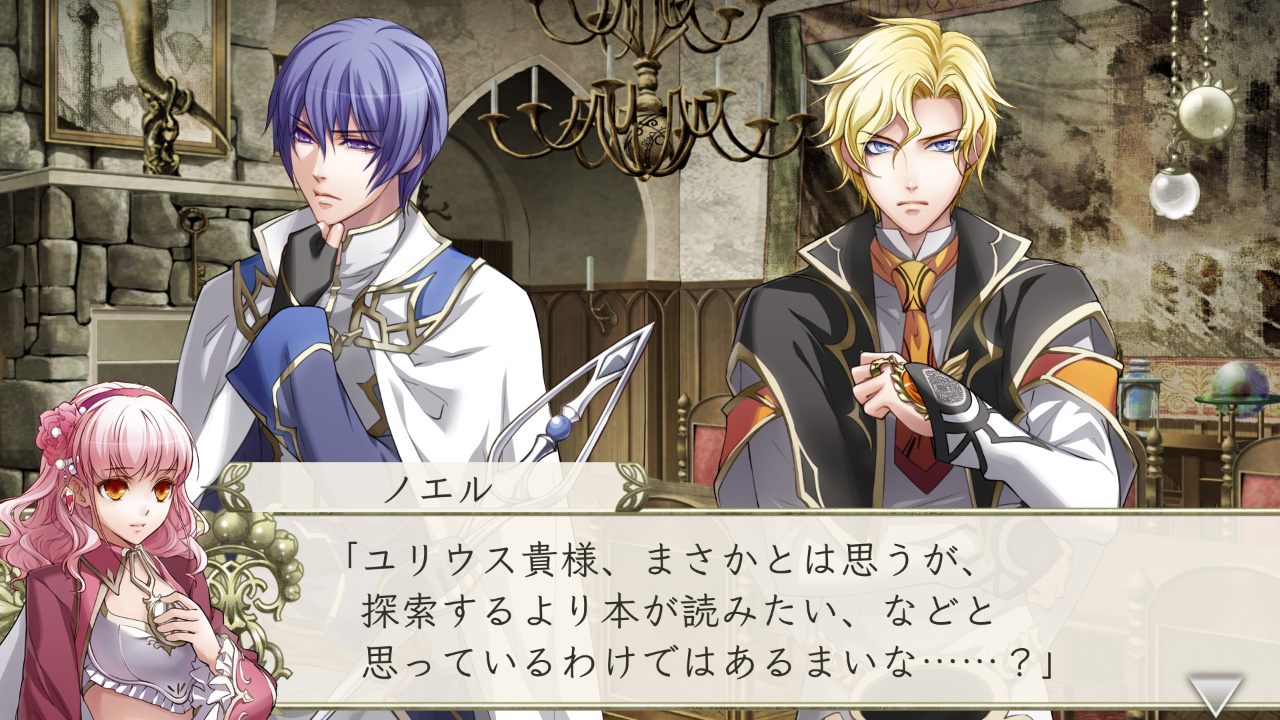 ノエル
「ユリウス貴様、まさかとは思うが、
探索するより本が読みたい、などと
思っているわけではあるまいな……？」